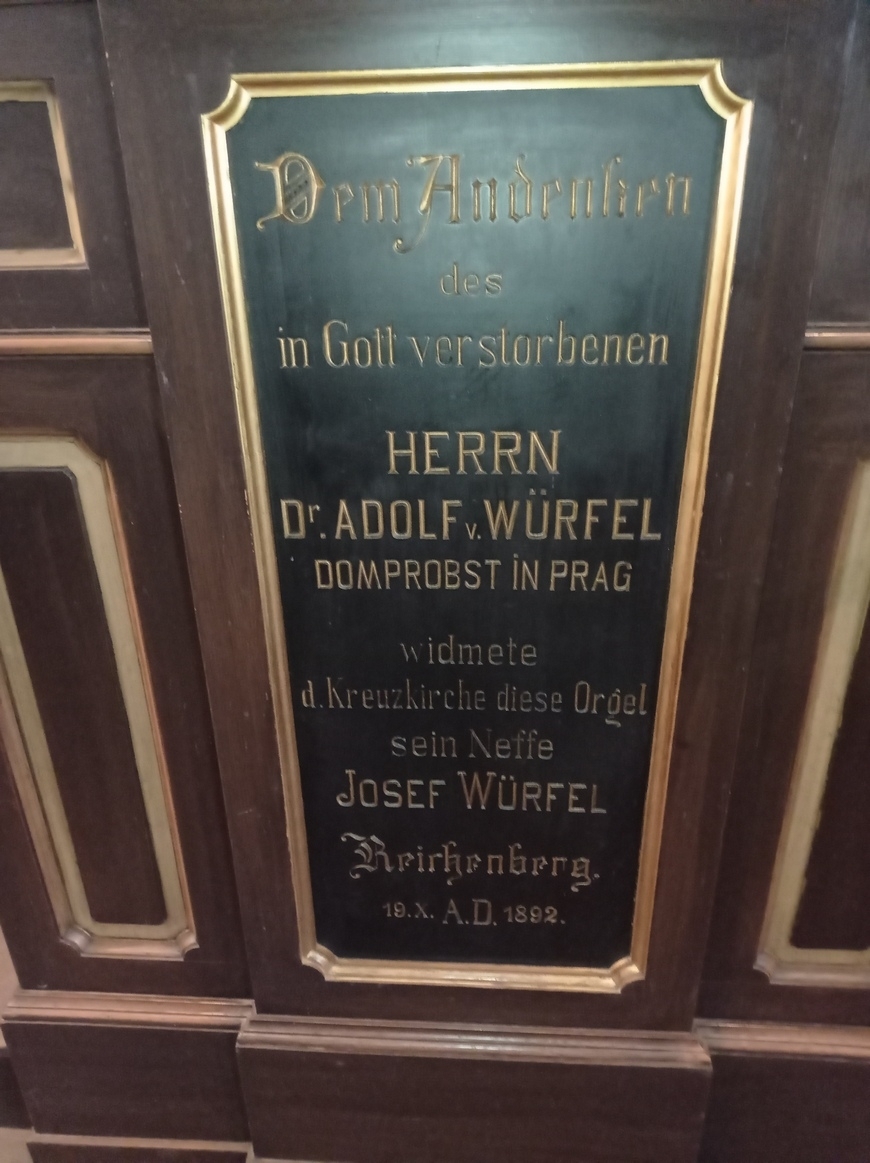 Dem Andenken
des
in Gott verstorbenen
HERRN
Dr. ADOLF v. WÜRFEL
DOMPROBST IN PRAG
widmete
d. Kreuzkirche diese Orgel
sein Neffe
JOSEF WÜRFEL
Reichenberg.
19. X. A.D. 1892.